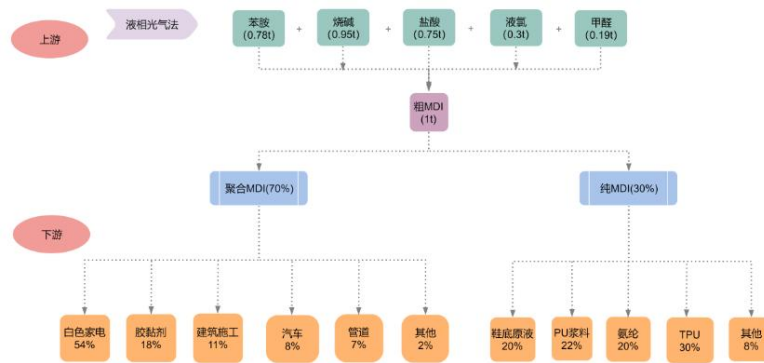 上游
液相光气法
苯胺
(0.78t)
+
烧碱
(0.95t)
+
盐酸
(0.75t)
+
液氯
(0.3t)
+
甲醛
(0.19t)
粗MDI
(1t)
聚合MDI(70%)
纯MDI(30%)
下游
白色家电
54%
胶黏剂
18%
建筑施工
11%
汽车
8%
管道
7%
其他
2%
鞋底原液
20%
PU浆料
22%
氨纶
20%
TPU
30%
其他
8%